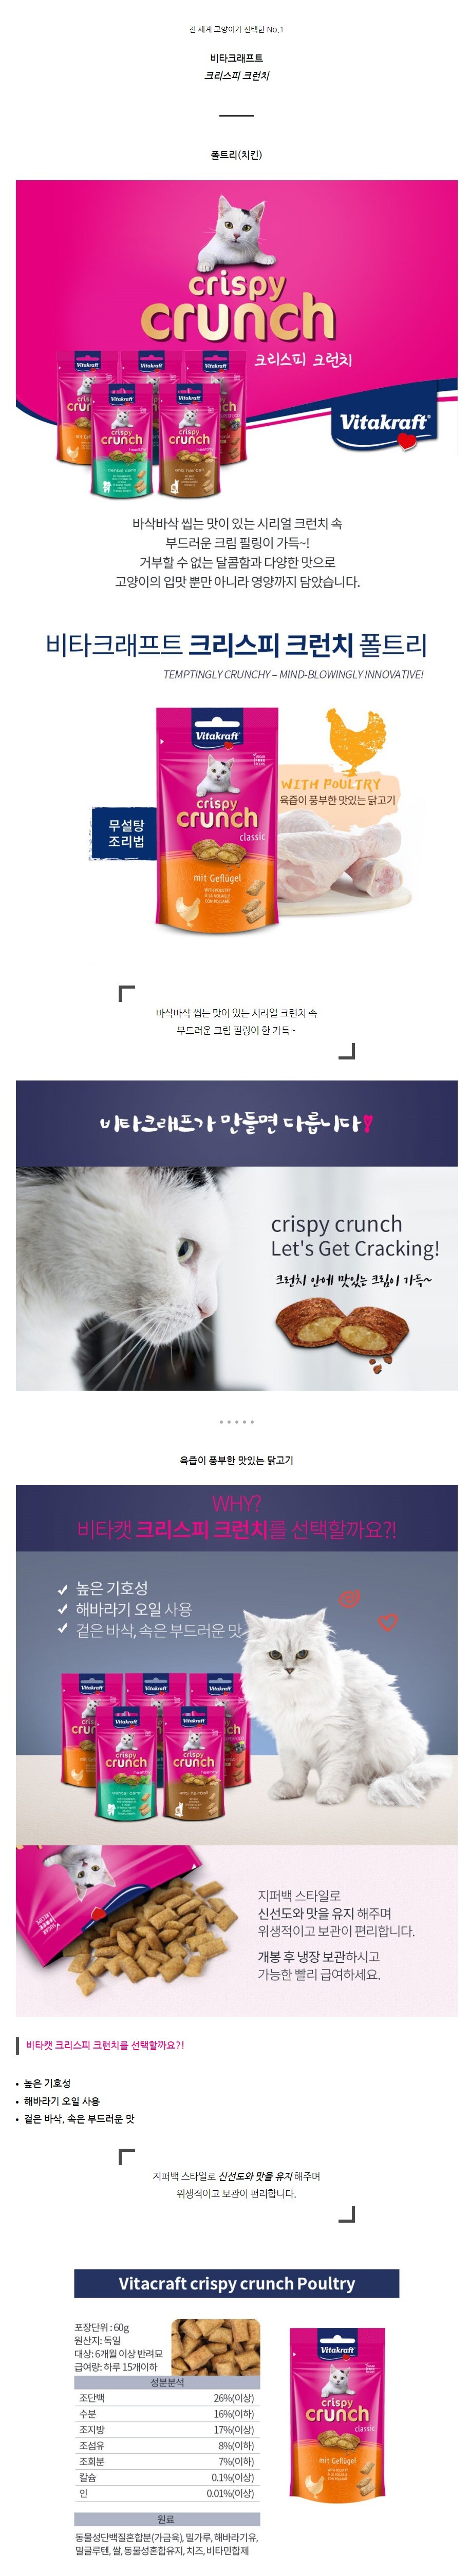 전 세계 고양이가 선택한 No.1
비타크래프트
크리스피 크런치
폴트리(치킨)
crispy
crunch
크리스피 크런치
Vitakraft
바삭바삭 씹는 맛이 있는 시리얼 크런치 속
부드러운 크림 필링이 가득~!
거부할 수 없는 달콤함과 다양한 맛으로
고양이의 입맛 뿐만 아니라 영양까지 담았습니다.
비타크래프트 크리스피 크런치 폴트리
TEMPTINGLY CRUNCHY – MIND-BLOWINGLY INNOVATIVE!
Vitakraft
crispy
crunch
classic
mit Geflügel
WITH POULTRY
À LA VOLAILLE
CON POLLAME
WITH POULTRY
육즙이 풍부한 맛있는 닭고기
무설탕
조리법
바삭바삭 씹는 맛이 있는 시리얼 크런치 속
부드러운 크림 필링이 한 가득~
비타크래프가 만들면 다릅니다!
crispy crunch
Let's Get Cracking!
크런치 안에 맛있는 크림이 가득~
육즙이 풍부한 맛있는 닭고기
WHY?
비타캣 크리스피 크런치를 선택할까요?!
높은 기호성
해바라기 오일 사용
겉은 바삭, 속은 부드러운 맛
Vitakraft
crispy
crunch
지퍼백 스타일로
신선도와 맛을 유지 해주며
위생적이고 보관이 편리합니다.
개봉 후 냉장 보관하시고
가능한 빨리 급여하세요.
비타캣 크리스피 크런치를 선택할까요?!
• 높은 기호성
• 해바라기 오일 사용
• 겉은 바삭, 속은 부드러운 맛
지퍼백 스타일로 신선도와 맛을 유지 해주며
위생적이고 보관이 편리합니다.
Vitacraft crispy crunch Poultry
포장단위 : 60g
원산지: 독일
대상: 6개월 이상 반려묘
급여량: 하루 15개이하
성분분석
조단백 26%(이상)
수분 16%(이하)
조지방 17%(이상)
조섬유 8%(이하)
조회분 7%(이하)
칼슘 0.1%(이상)
인 0.01%(이상)
원료
동물성단백질혼합분(가금육), 밀가루, 해바라기유,
밀글루텐, 쌀, 동물성혼합유지, 치즈, 비타민합제
Vitakraft
crispy
crunch
classic
mit Geflügel